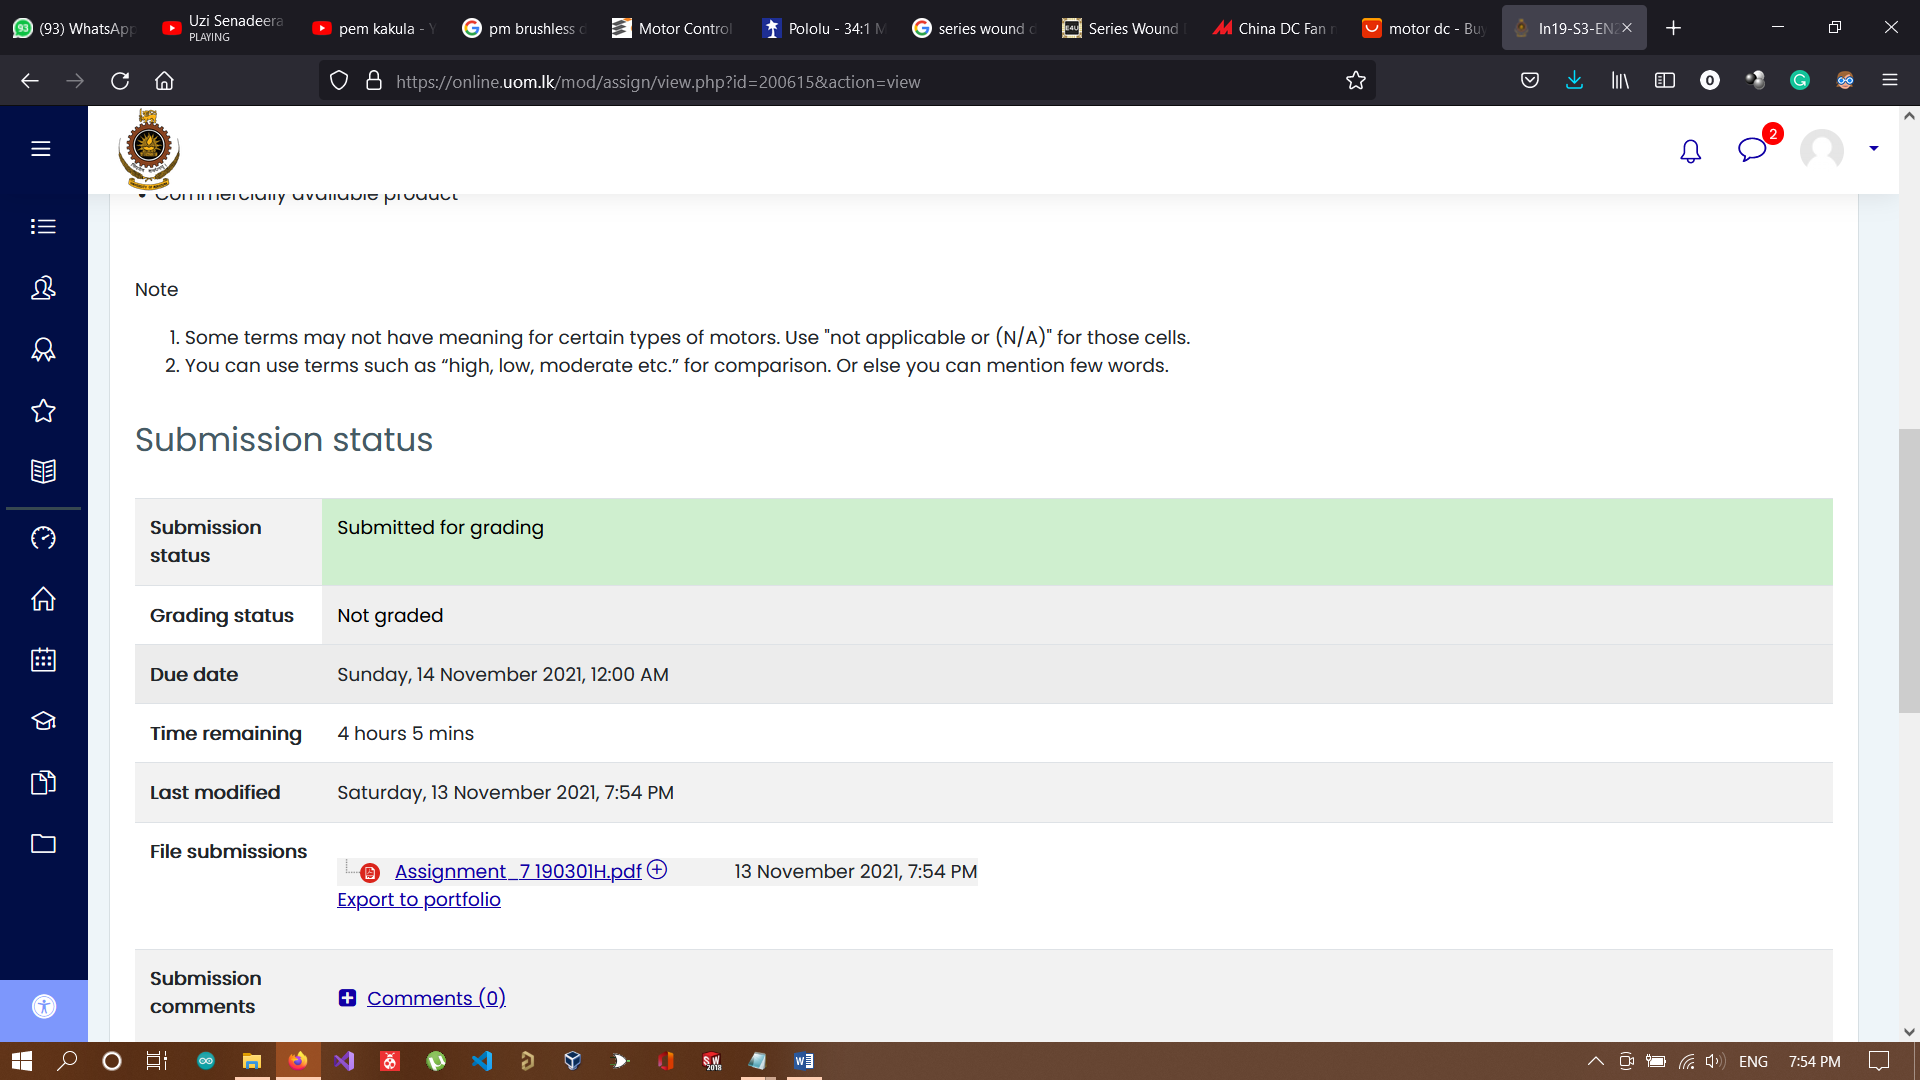 (93) WhatsApp
Uzi Senadeera
PLAYING
pem kakula - Y
pm brushless d
Motor Control
Pololu - 34:1 M
series wound d
Series Wound
China DC Fan m
motor dc - Buy
In19-S3-EN2
https://online.uom.lk/mod/assign/view.php?id=200615&action=view
2
• Commercially available product
Note
1. Some terms may not have meaning for certain types of motors. Use "not applicable or (N/A)" for those cells.
2. You can use terms such as “high, low, moderate etc.” for comparison. Or else you can mention few words.
Submission status
Submission status
Submitted for grading
Grading status
Not graded
Due date
Sunday, 14 November 2021, 12:00 AM
Time remaining
4 hours 5 mins
Last modified
Saturday, 13 November 2021, 7:54 PM
File submissions
Assignment_7 190301H.pdf
13 November 2021, 7:54 PM
Export to portfolio
Submission comments
Comments (0)
ENG
7:54 PM